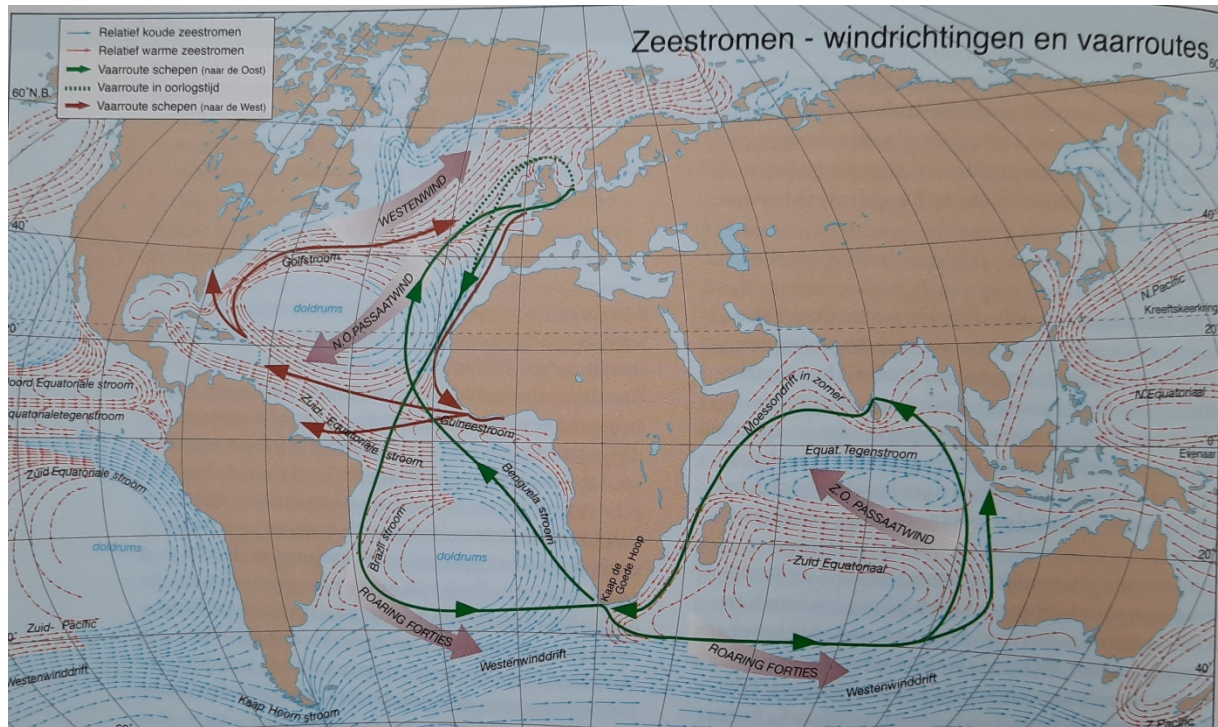 Zeestromen - windrichtingen en vaarroutes
Relatief koude zeestromen
Relatief warme zeestromen
Vaarroute schepen (naar de Oost)
Vaarroute in oorlogstijd
Vaarroute schepen (naar de West)
60° N.B.
60
40
40
WESTENWIND
Golfstroom
N.O. PASSAATWIND
doldrums
N.Pacific
Kreeftskeerkring
20
20°
Noord Equatoriale stroom
Equatorialetegenstroom
Zuid Equatoriale stroom
Zuid- Equatoriale stroom
Guineestroom
Moessondrift in zomer
N.Equatoriaal
0°
Evenaar
Equat. Tegenstroom
Z.O. PASSAATWIND
Benguela stroom
Brazil stroom
doldrums
doldrums
Kaap de
Goede Hoop
Zuid Equatoriaal
20°
ROARING FORTIES
Westenwinddrift
ROARING FORTIES
Westenwinddrift
Zuid- Pacific
Westenwinddrift
Kaap Hoorn stroom
40°
Pacific